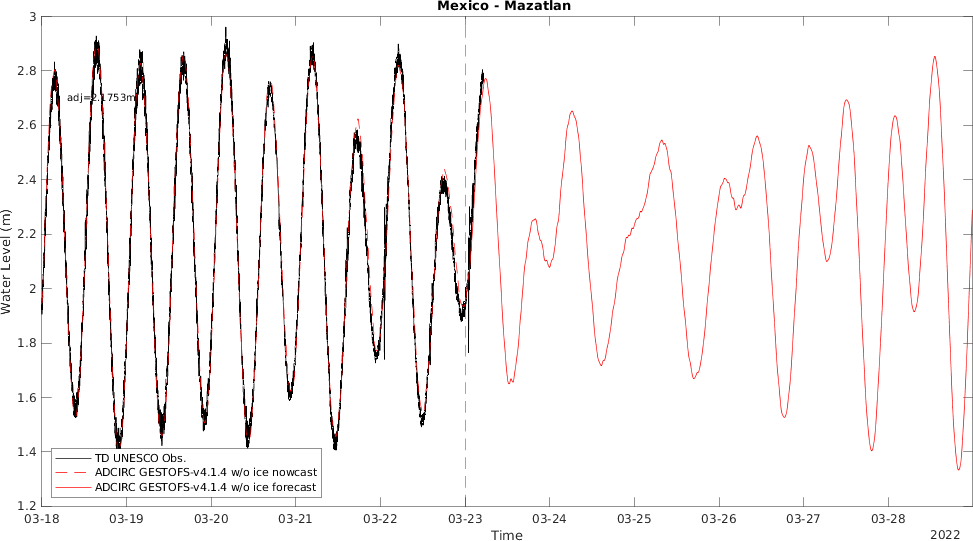 Mexico - Mazatlan
3
2.8
2.6
2.4
2.2
2
1.8
1.6
1.4
1.2
Water Level (m)
adj=2.1753m
TD UNESCO Obs.
ADCIRC GESTOFS-v4.1.4 w/o ice nowcast
ADCIRC GESTOFS-v4.1.4 w/o ice forecast
03-18 03-19 03-20 03-21 03-22 03-23 03-24 03-25 03-26 03-27 03-28
Time
2022